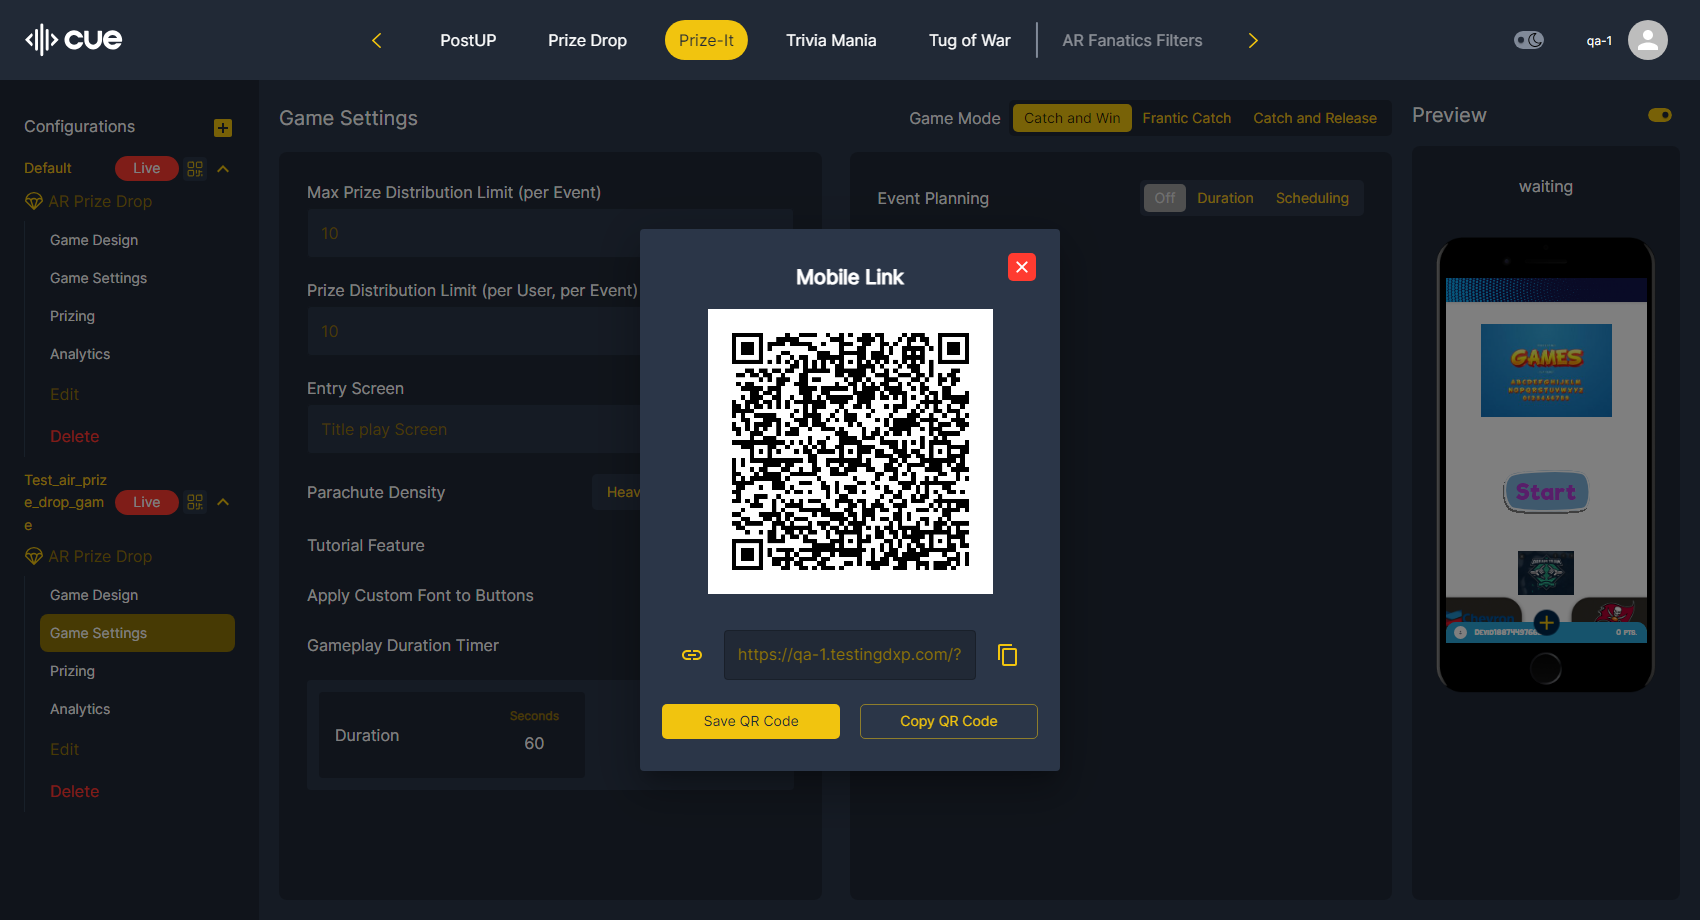 cue
PostUP
Prize Drop
Prize-It
Trivia Mania
Tug of War
AR Fanatics Filters
qa-1
Configurations
Default
Live
AR Prize Drop
Game Design
Game Settings
Prizing
Analytics
Edit
Delete
Test_air_priz
e_drop_gam
e
Live
AR Prize Drop
Game Design
Game Settings
Prizing
Analytics
Edit
Delete
Game Settings
Game Mode
Catch and Win
Frantic Catch
Catch and Release
Max Prize Distribution Limit (per Event)
10
Prize Distribution Limit (per User, per Event)
10
Entry Screen
Title play Screen
Parachute Density
Heav
Tutorial Feature
Apply Custom Font to Buttons
Gameplay Duration Timer
Duration
Seconds
60
Event Planning
Off
Duration
Scheduling
Mobile Link
https://qa-1.testingdxp.com/?
Save QR Code
Copy QR Code
Preview
waiting
GAMES
Start
0 PTS.